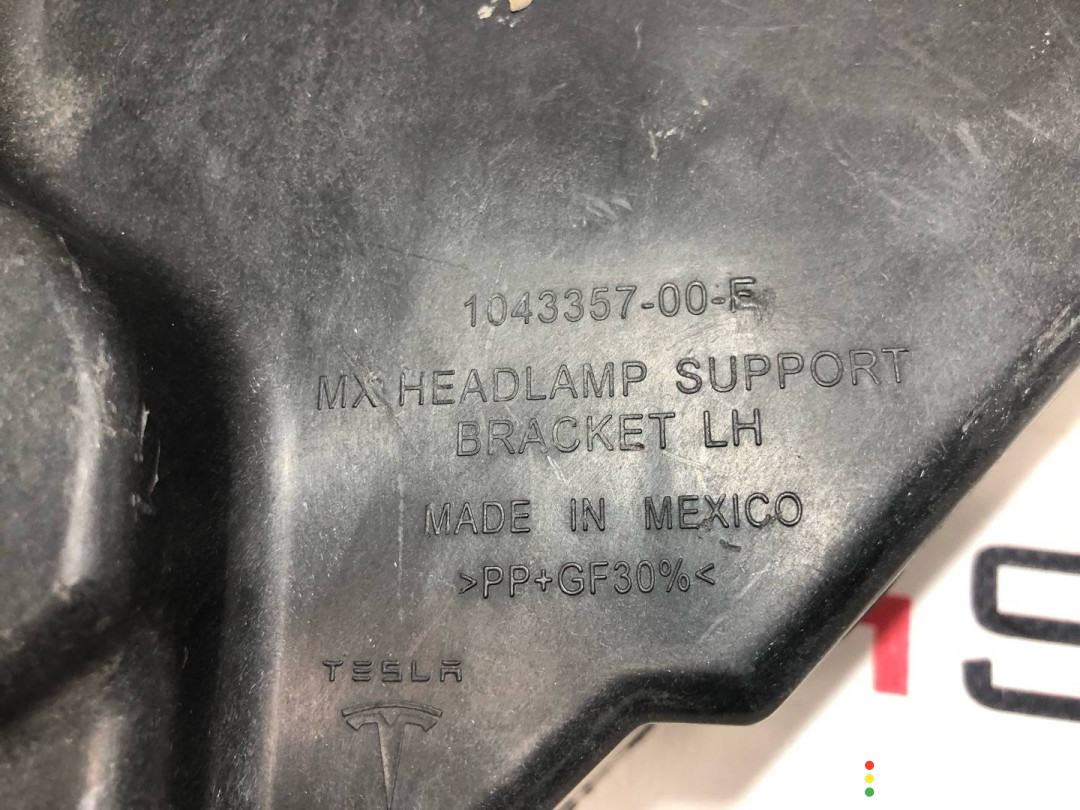 1043357-00-E
MX HEADLAMP SUPPORT
BRACKET LH
MADE IN MEXICO
>PP+GF30%<
TESLA